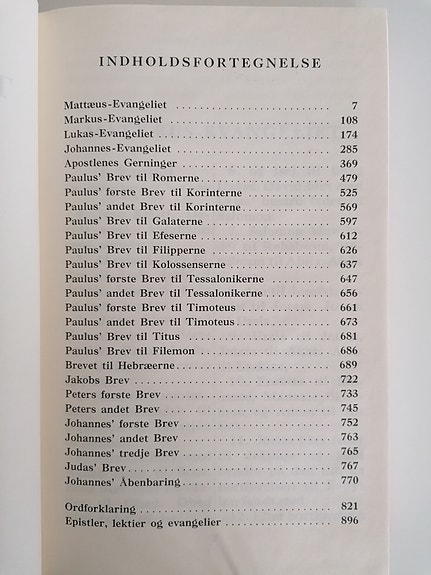 INDHOLDSFORTEGNELSE
Mattæus-Evangeliet . . . . . . . . . . . . . . . . . . . . . . . . . . 7
Markus-Evangeliet . . . . . . . . . . . . . . . . . . . . . . . . . . 108
Lukas-Evangeliet . . . . . . . . . . . . . . . . . . . . . . . . . . 174
Johannes-Evangeliet . . . . . . . . . . . . . . . . . . . . . . . . 285
Apostlenes Gerninger . . . . . . . . . . . . . . . . . . . . . . . 369
Paulus' Brev til Romerne . . . . . . . . . . . . . . . . . . . . 479
Paulus' første Brev til Korinterne . . . . . . . . . . . . . . 525
Paulus' andet Brev til Korinterne . . . . . . . . . . . . . . 569
Paulus' Brev til Galaterne . . . . . . . . . . . . . . . . . . . 597
Paulus' Brev til Efeserne . . . . . . . . . . . . . . . . . . . . 612
Paulus' Brev til Filipperne . . . . . . . . . . . . . . . . . . . 626
Paulus' Brev til Kolossenserne . . . . . . . . . . . . . . . . 637
Paulus' første Brev til Tessalonikerne . . . . . . . . . . 647
Paulus' andet Brev til Tessalonikerne . . . . . . . . . . 656
Paulus' første Brev til Timoteus . . . . . . . . . . . . . . . 661
Paulus' andet Brev til Timoteus . . . . . . . . . . . . . . . 673
Paulus' Brev til Titus . . . . . . . . . . . . . . . . . . . . . . 681
Paulus' Brev til Filemon . . . . . . . . . . . . . . . . . . . . 686
Brevet til Hebræerne . . . . . . . . . . . . . . . . . . . . . . . 689
Jakobs Brev . . . . . . . . . . . . . . . . . . . . . . . . . . . . . 722
Peters første Brev . . . . . . . . . . . . . . . . . . . . . . . . . 733
Peters andet Brev . . . . . . . . . . . . . . . . . . . . . . . . . 745
Johannes' første Brev . . . . . . . . . . . . . . . . . . . . . . 752
Johannes' andet Brev . . . . . . . . . . . . . . . . . . . . . . 763
Johannes' tredje Brev . . . . . . . . . . . . . . . . . . . . . . 765
Judas' Brev . . . . . . . . . . . . . . . . . . . . . . . . . . . . . 767
Johannes' Åbenbaring . . . . . . . . . . . . . . . . . . . . . . 770
Ordforklaring . . . . . . . . . . . . . . . . . . . . . . . . . . . 821
Epistler, lektier og evangelier . . . . . . . . . . . . . . . . 896